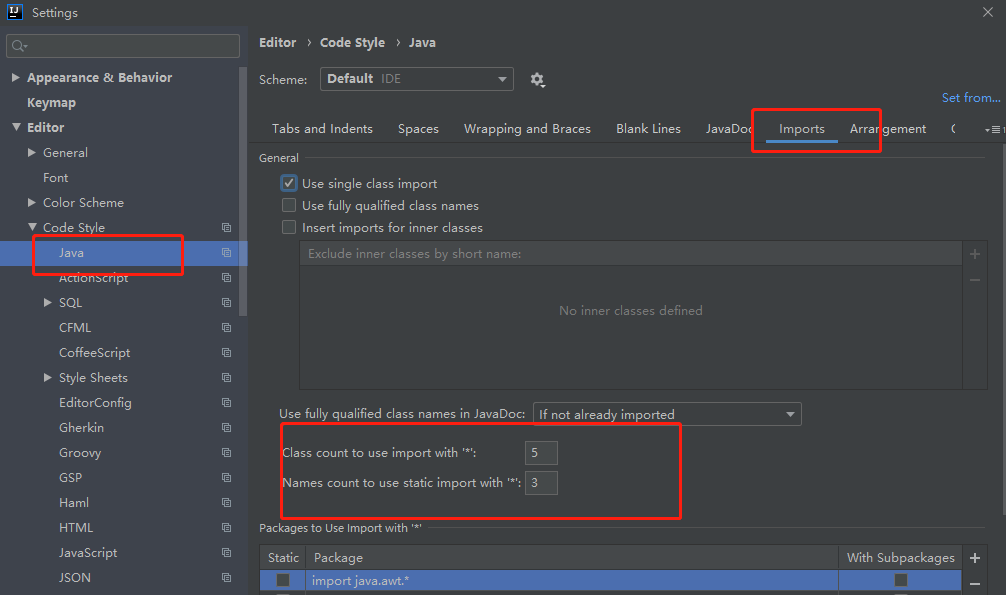 Settings
Appearance & Behavior
Keymap
Editor
General
Font
Color Scheme
Code Style
Java
ActionScript
SQL
CFML
CoffeeScript
Style Sheets
EditorConfig
Gherkin
Groovy
GSP
Haml
HTML
JavaScript
JSON
Editor › Code Style › Java
Scheme: Default IDE
Set from...
Tabs and Indents Spaces Wrapping and Braces Blank Lines JavaDoc Imports Arrangement
General
Use single class import
Use fully qualified class names
Insert imports for inner classes
Exclude inner classes by short name:
No inner classes defined
Use fully qualified class names in JavaDoc: If not already imported
Class count to use import with '*': 5
Names count to use static import with '*': 3
Packages to Use Import with '*'
Static Package With Subpackages
import java.awt.*